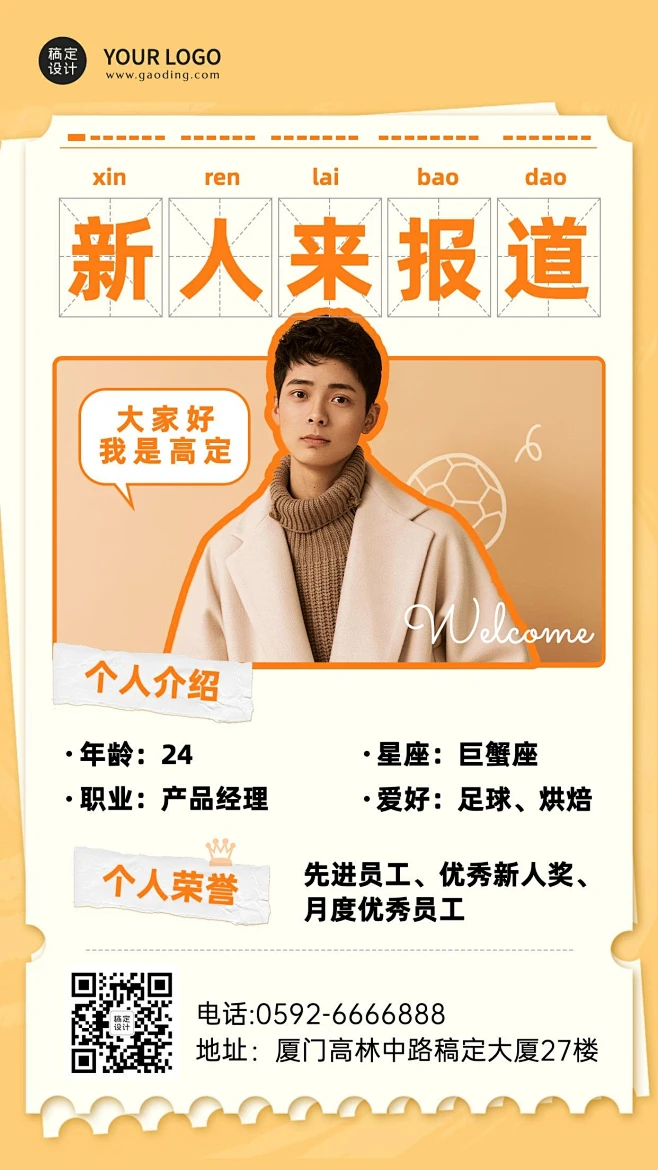 稿定
设计
YOUR LOGO
www.gaoding.com
xin ren lai bao dao
新人来报道
大家好
我是高定
Welcome
个人介绍
·年龄：24
·星座：巨蟹座
·职业：产品经理
·爱好：足球、烘焙
个人荣誉
先进员工、优秀新人奖、
月度优秀员工
稿定
设计
电话:0592-6666888
地址：厦门高林中路稿定大厦27楼